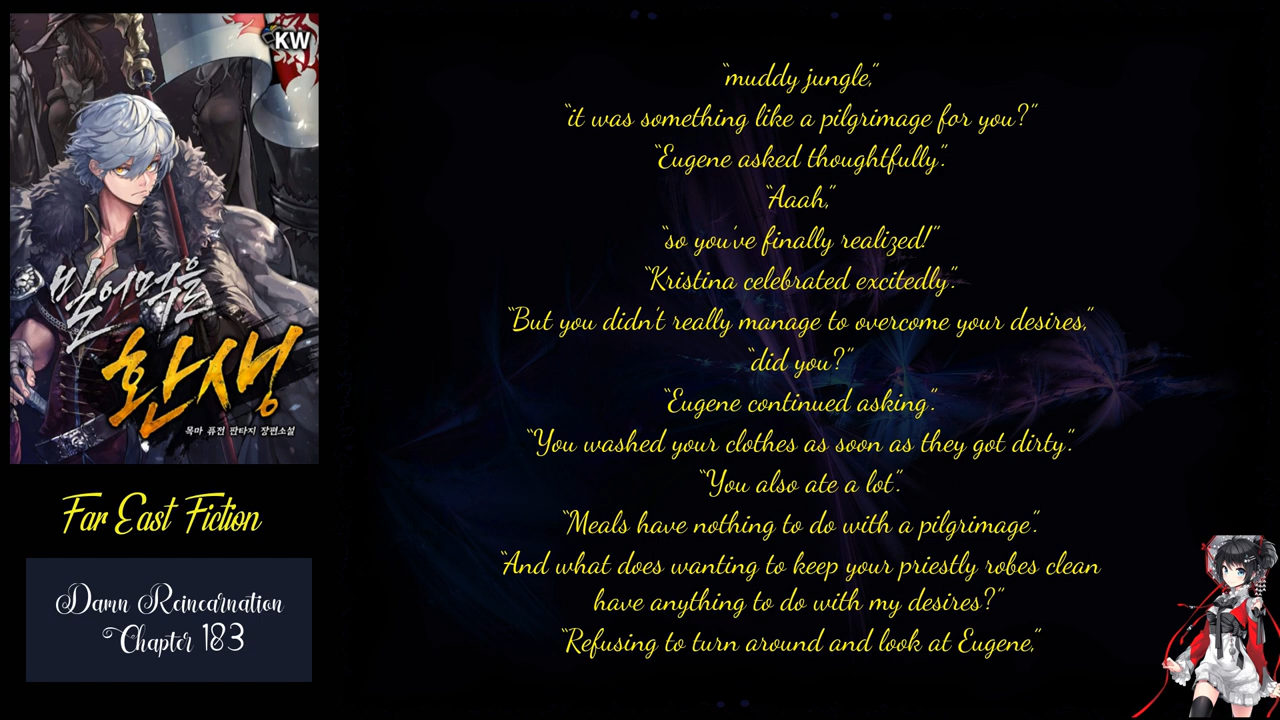 KW
빌어먹을
환생
목마 퓨전 판타지 장편소설
Far East Fiction
Damn Reincarnation
Chapter 183
“muddy jungle,”
“it was something like a pilgrimage for you?”
“Eugene asked thoughtfully”.
“Aaah,”
“so you’ve finally realized!”
“Kristina celebrated excitedly”.
“But you didn’t really manage to overcome your desires,”
“did you?”
“Eugene continued asking”.
“You washed your clothes as soon as they got dirty”.
“You also ate a lot”.
“Meals have nothing to do with a pilgrimage”.
“And what does wanting to keep your priestly robes clean
have anything to do with my desires?”
“Refusing to turn around and look at Eugene,”